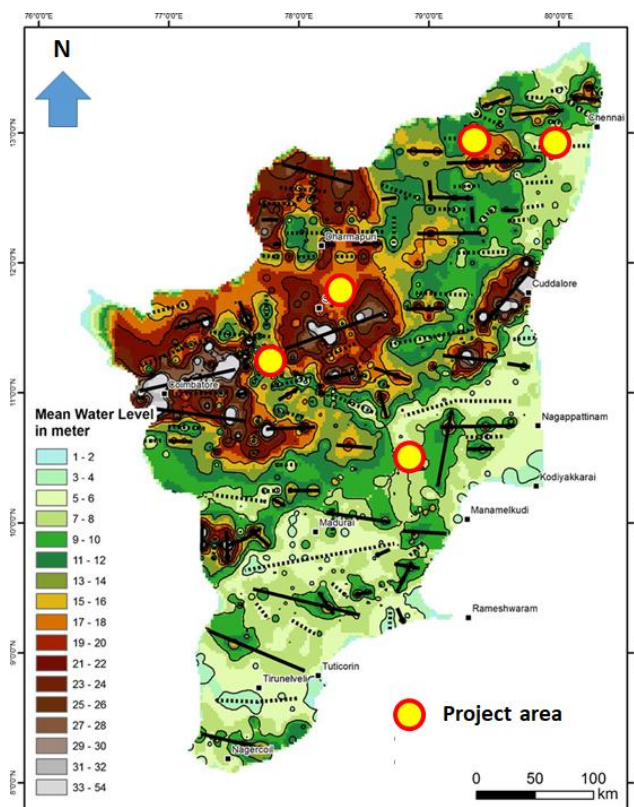 76°0'0"E 77°0'0"E 78°0'0"E 79°0'0"E 80°0'0"E
N
13°0'0"N
Chennai
Dharmapuri
12°0'0"N
Cuddalore
11°0'0"N
Coimbatore
Mean Water Level
in meter
1 - 2
3 - 4
5 - 6
7 - 8
9 - 10
11 - 12
13 - 14
15 - 16
17 - 18
19 - 20
21 - 22
23 - 24
25 - 26
27 - 28
29 - 30
31 - 32
33 - 54
Nagappattinam
Kodiyakkarai
10°0'0"N
Manamelkudi
Madurai
Rameshwaram
9°0'0"N
Tuticorin
Tirunelveli
Project area
Nagercoil
8°0'0"N
0 50 100
km